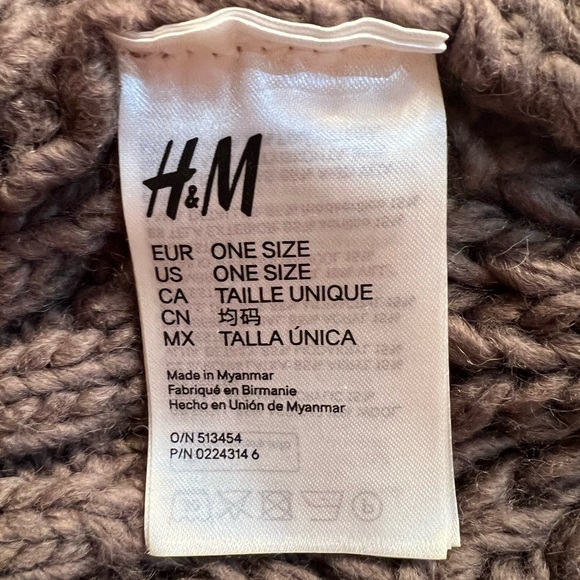 H&M
EUR ONE SIZE
US ONE SIZE
CA TAILLE UNIQUE
CN 均码
MX TALLA ÚNICA
Made in Myanmar
Fabriqué en Birmanie
Hecho en Unión de Myanmar
O/N 513454
P/N 0224314 6